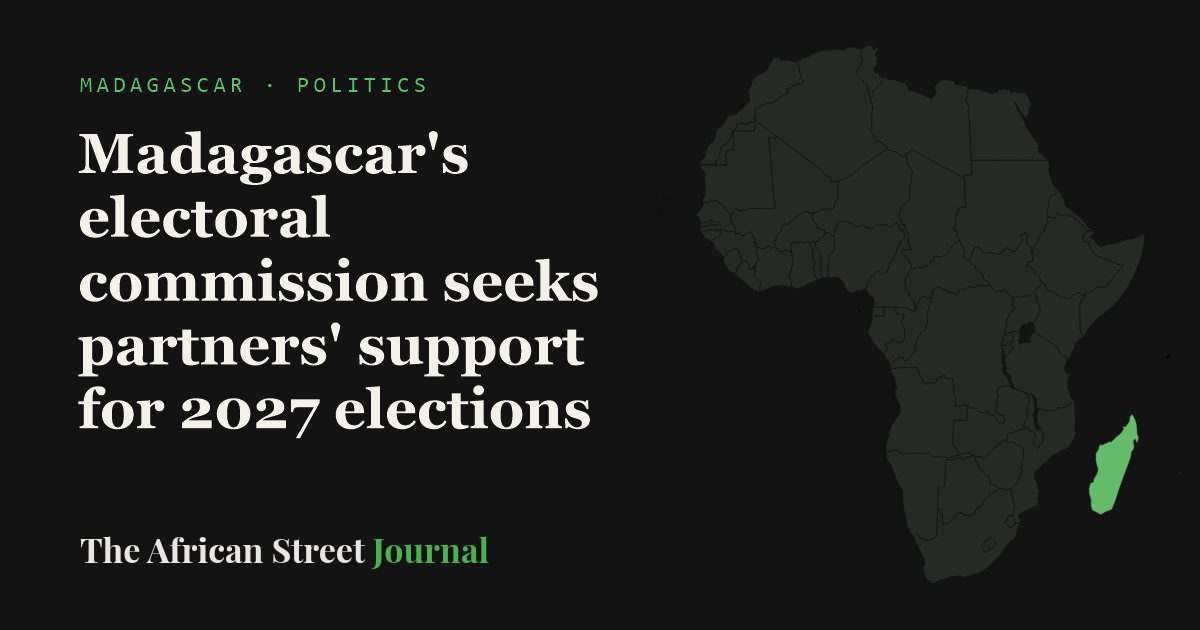 MADAGASCAR · POLITICS
Madagascar's
electoral
commission seeks
partners' support
for 2027 elections
The African Street Journal